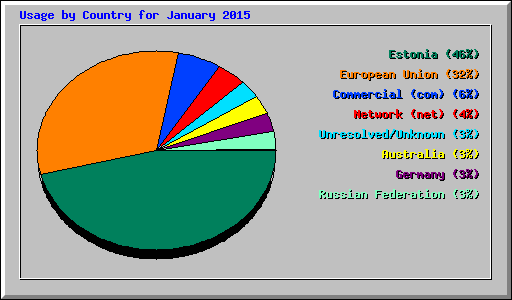 Usage by Country for January 2015
Estonia (46%)
European Union (32%)
Commercial (com) (6%)
Network (net) (4%)
Unresolved/Unknown (3%)
Australia (3%)
Germany (3%)
Russian Federation (3%)